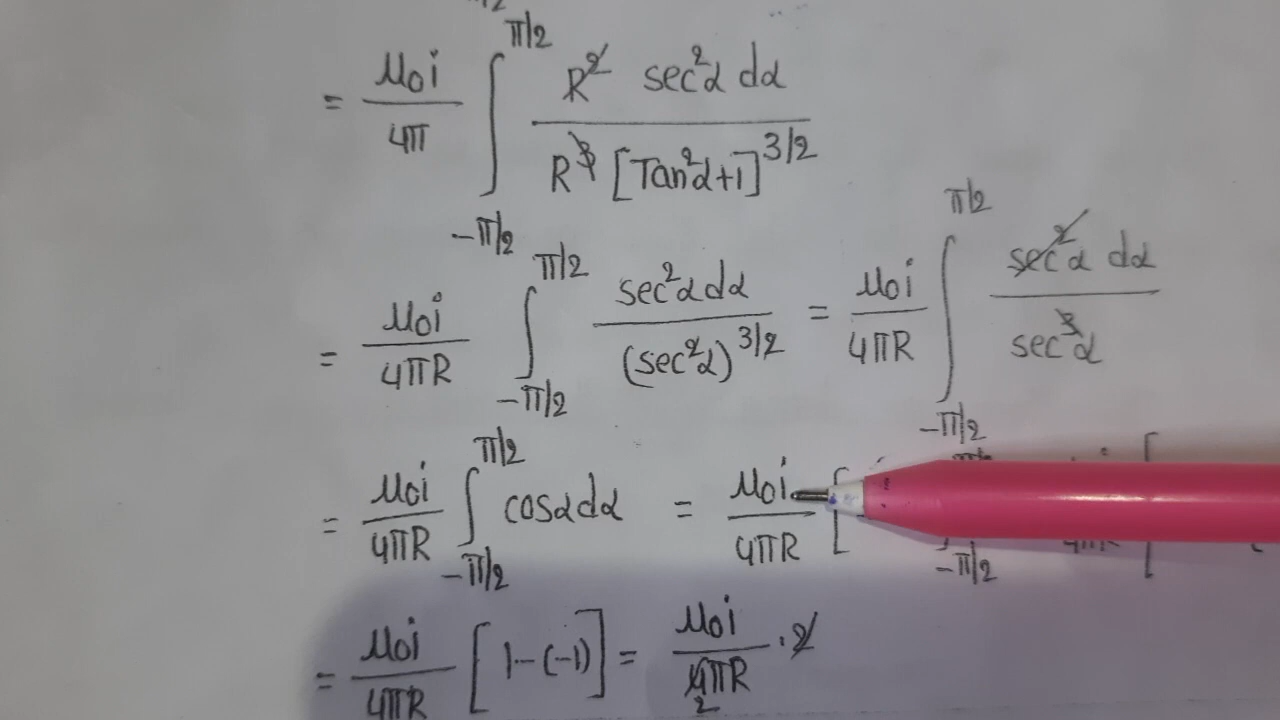 = μ₀i/4π ∫_{-π/2}^{π/2} R² sec²α dα / R³ [Tan²α+1]^{3/2}
= μ₀i/4πR ∫_{-π/2}^{π/2} sec²α dα / (sec²α)^{3/2} = μ₀i/4πR ∫_{-π/2}^{π/2} sec²α dα / sec³α
= μ₀i/4πR ∫_{-π/2}^{π/2} cosα dα = μ₀i/4πR [ ]_{-π/2}
= μ₀i/4πR [1-(-1)] = μ₀i/4πR · 2
2